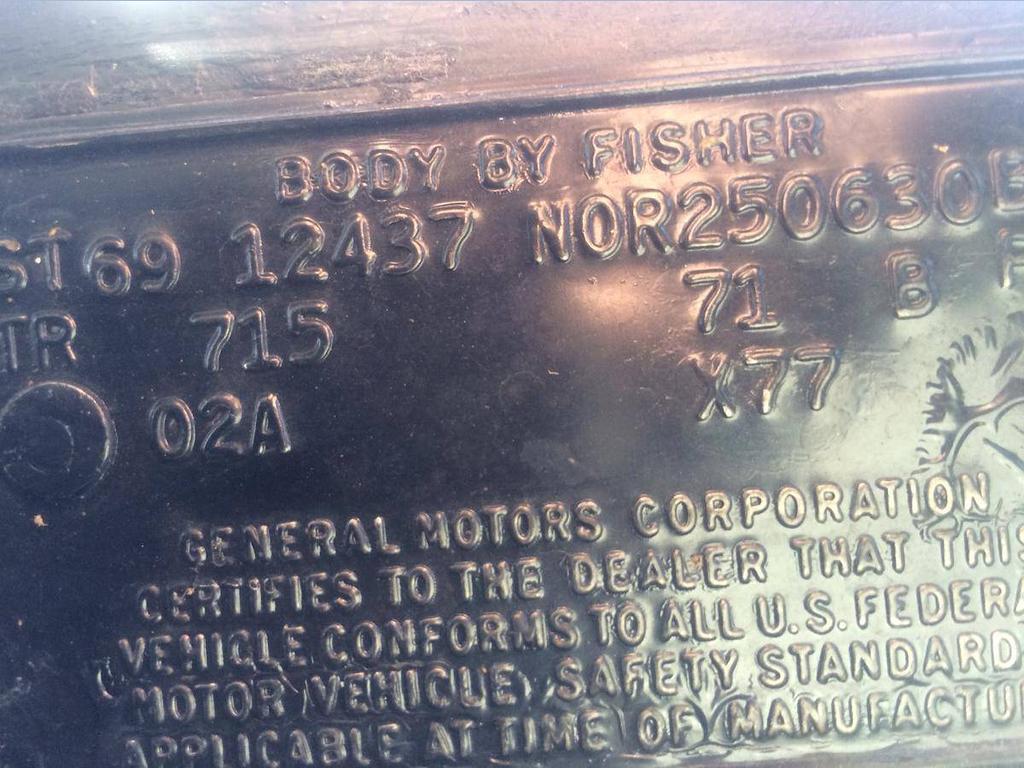 BODY BY FISHER
ST69 12437 NOR250630B
TR 715 71 B
02A X77
GENERAL MOTORS CORPORATION
CERTIFIES TO THE DEALER THAT THIS
VEHICLE CONFORMS TO ALL U.S. FEDERA
MOTOR VEHICLE SAFETY STANDARD
APPLICABLE AT TIME OF MANUFACTU